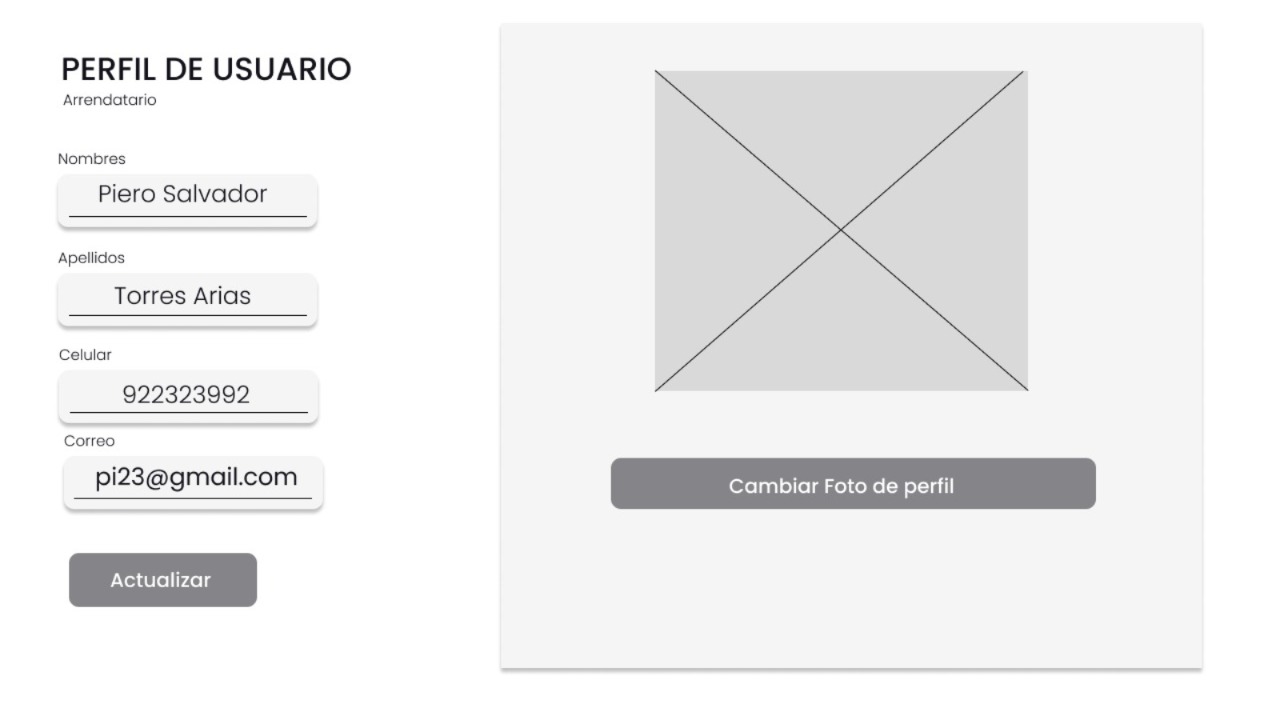 PERFIL DE USUARIO
Arrendatario
Nombres
Piero Salvador
Apellidos
Torres Arias
Celular
922323992
Correo
pi23@gmail.com
Actualizar
Cambiar Foto de perfil